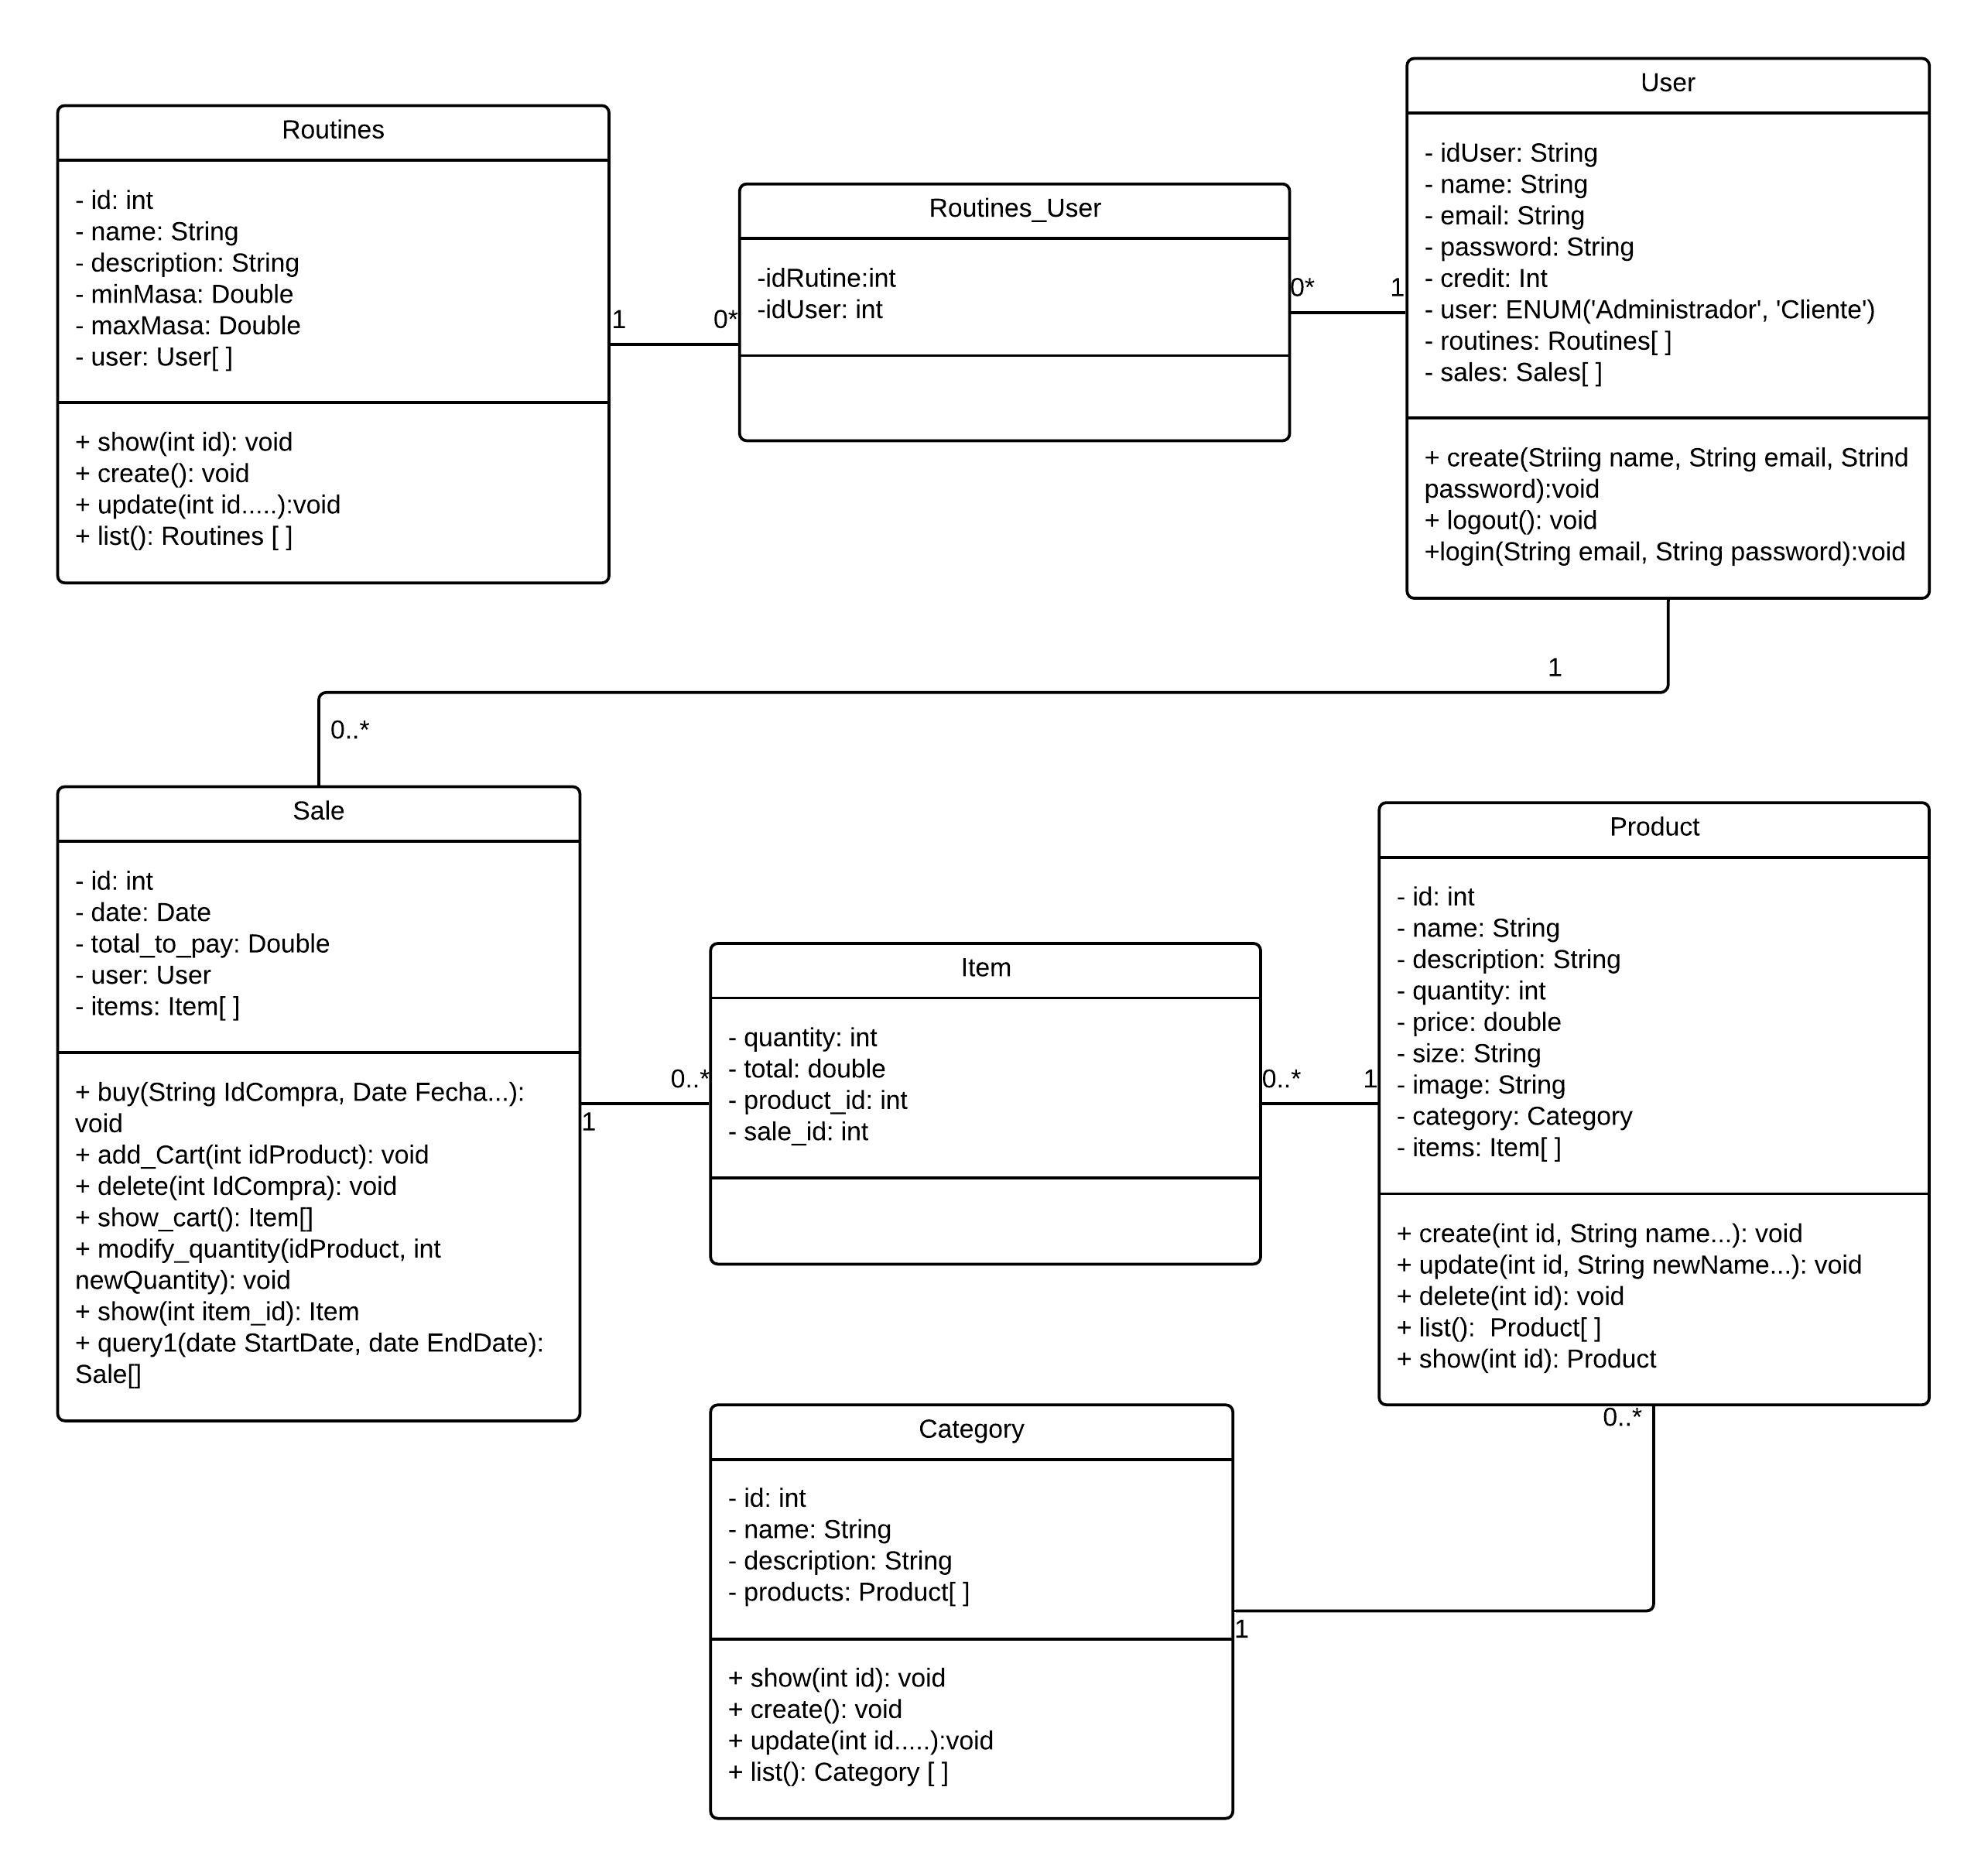 Routines
- id: int
- name: String
- description: String
- minMasa: Double
- maxMasa: Double
- user: User[ ]
+ show(int id): void
+ create(): void
+ update(int id.....):void
+ list(): Routines [ ]
1
0*
Routines_User
-idRutine:int
-idUser: int
0*
1
User
- idUser: String
- name: String
- email: String
- password: String
- credit: Int
- user: ENUM('Administrador', 'Cliente')
- routines: Routines[ ]
- sales: Sales[ ]
+ create(Striing name, String email, Strind
password):void
+ logout(): void
+login(String email, String password):void
1
0..*
Sale
- id: int
- date: Date
- total_to_pay: Double
- user: User
- items: Item[ ]
+ buy(String IdCompra, Date Fecha...):
void
+ add_Cart(int idProduct): void
+ delete(int IdCompra): void
+ show_cart(): Item[]
+ modify_quantity(idProduct, int
newQuantity): void
+ show(int item_id): Item
+ query1(date StartDate, date EndDate):
Sale[]
1
0..*
Item
- quantity: int
- total: double
- product_id: int
- sale_id: int
0..*
1
Product
- id: int
- name: String
- description: String
- quantity: int
- price: double
- size: String
- image: String
- category: Category
- items: Item[ ]
+ create(int id, String name...): void
+ update(int id, String newName...): void
+ delete(int id): void
+ list():  Product[ ]
+ show(int id): Product
0..*
Category
- id: int
- name: String
- description: String
- products: Product[ ]
+ show(int id): void
+ create(): void
+ update(int id.....):void
+ list(): Category [ ]
1